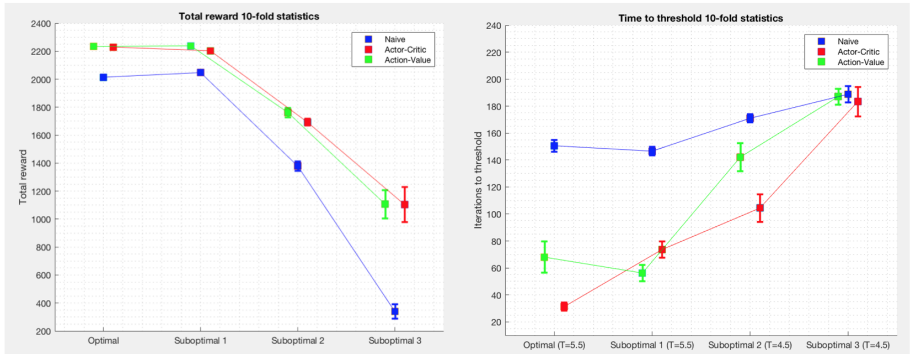 Total reward 10-fold statistics
2400
2200
2000
1800
1600
1400
1200
1000
800
600
400
200
Total reward
Naive
Actor-Critic
Action-Value
Optimal
Suboptimal 1
Suboptimal 2
Suboptimal 3
Time to threshold 10-fold statistics
240
220
200
180
160
140
120
100
80
60
40
20
Iterations to threshold
Naive
Actor-Critic
Action-Value
Optimal (T=5.5)
Suboptimal 1 (T=5.5)
Suboptimal 2 (T=4.5)
Suboptimal 3 (T=4.5)